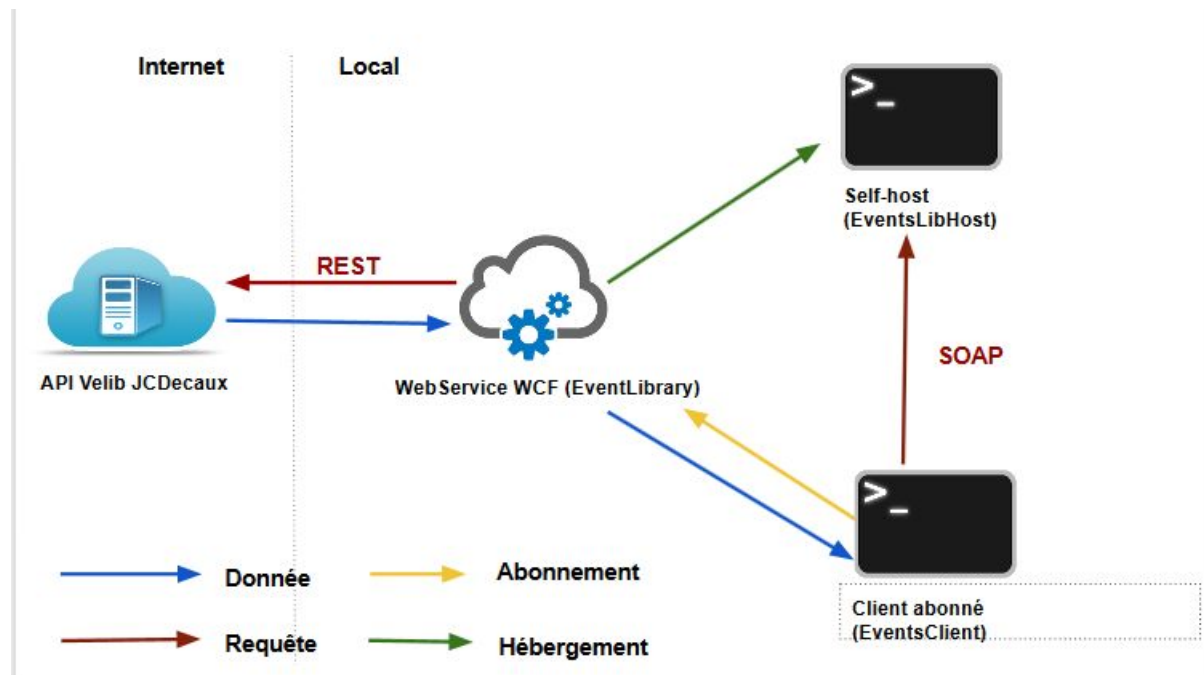 Internet
Local
Self-host
(EventsLibHost)
REST
SOAP
API Velib JCDecaux
WebService WCF (EventLibrary)
Donnée
Abonnement
Requête
Hébergement
Client abonné
(EventsClient)